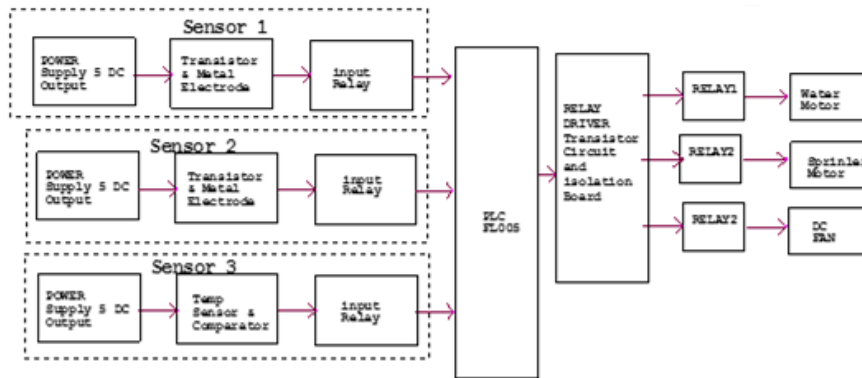 Sensor 1
POWER
Supply 5 DC
Output
Transistor
& Metal
Electrode
input
Relay
Sensor 2
POWER
Supply 5 DC
Output
Transistor
& Metal
Electrode
input
Relay
Sensor 3
POWER
Supply 5 DC
Output
Temp
Sensor &
Comparator
input
Relay
PLC
FL005
RELAY
DRIVER
Transistor
Circuit
and
isolation
Board
RELAY1
Water
Motor
RELAY2
Sprinler
Motor
RELAY2
DC
FAN